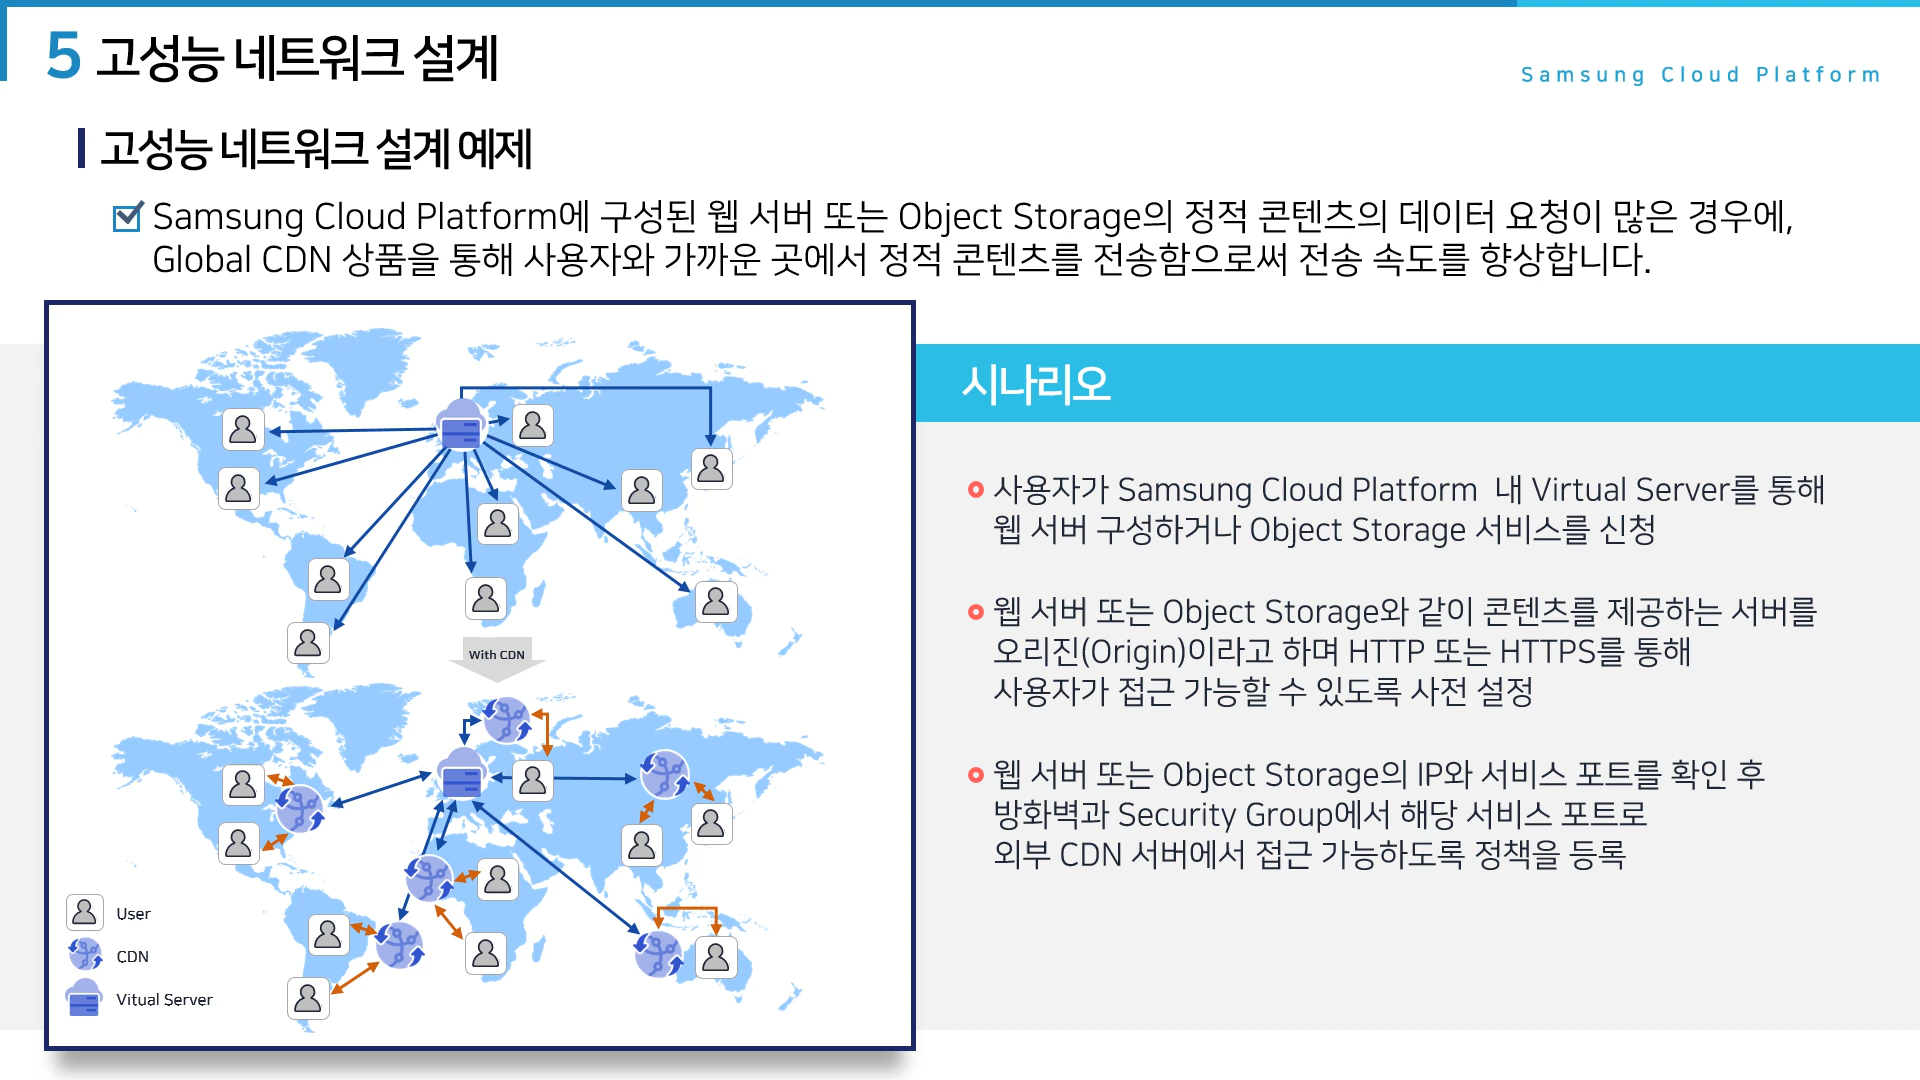 5 고성능 네트워크 설계
Samsung Cloud Platform
고성능 네트워크 설계 예제
Samsung Cloud Platform에 구성된 웹 서버 또는 Object Storage의 정적 콘텐츠의 데이터 요청이 많은 경우에,
Global CDN 상품을 통해 사용자와 가까운 곳에서 정적 콘텐츠를 전송함으로써 전송 속도를 향상합니다.
With CDN
User
CDN
Vitual Server
시나리오
사용자가 Samsung Cloud Platform 내 Virtual Server를 통해
웹 서버 구성하거나 Object Storage 서비스를 신청
웹 서버 또는 Object Storage와 같이 콘텐츠를 제공하는 서버를
오리진(Origin)이라고 하며 HTTP 또는 HTTPS를 통해
사용자가 접근 가능할 수 있도록 사전 설정
웹 서버 또는 Object Storage의 IP와 서비스 포트를 확인 후
방화벽과 Security Group에서 해당 서비스 포트로
외부 CDN 서버에서 접근 가능하도록 정책을 등록